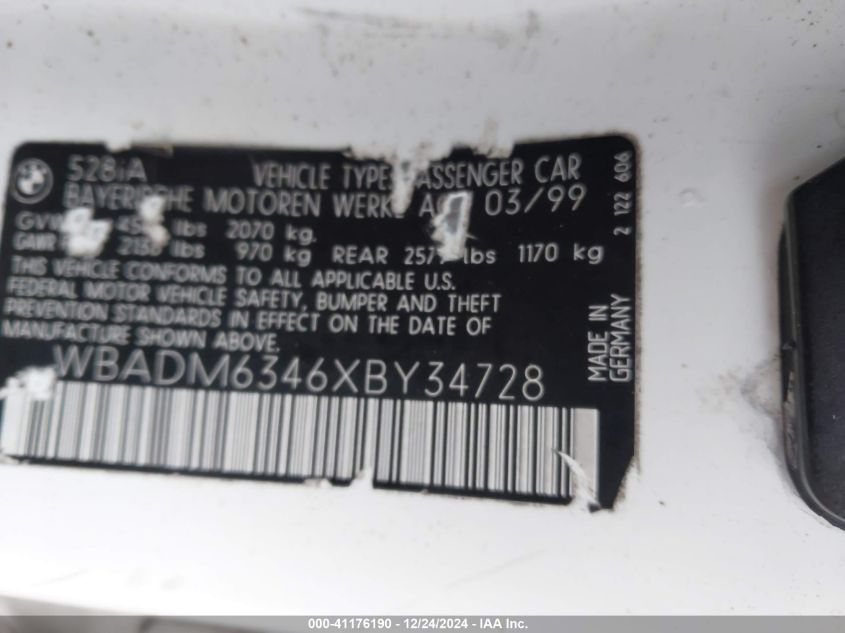 528iA VEHICLE TYPE: PASSENGER CAR
BAYERISCHE MOTOREN WERKE AG 03/99
lbs 2070 kg.
GAWR lbs 970 kg REAR lbs 1170 kg
THIS VEHICLE CONFORMS TO ALL APPLICABLE U.S.
FEDERAL MOTOR VEHICLE SAFETY, BUMPER AND THEFT
PREVENTION STANDARDS IN EFFECT ON THE DATE OF
MANUFACTURE SHOWN ABOVE.
WBADM6346XBY34728
MADE IN
GERMANY
2 122 606
000-41176190 - 12/24/2024 - IAA Inc.